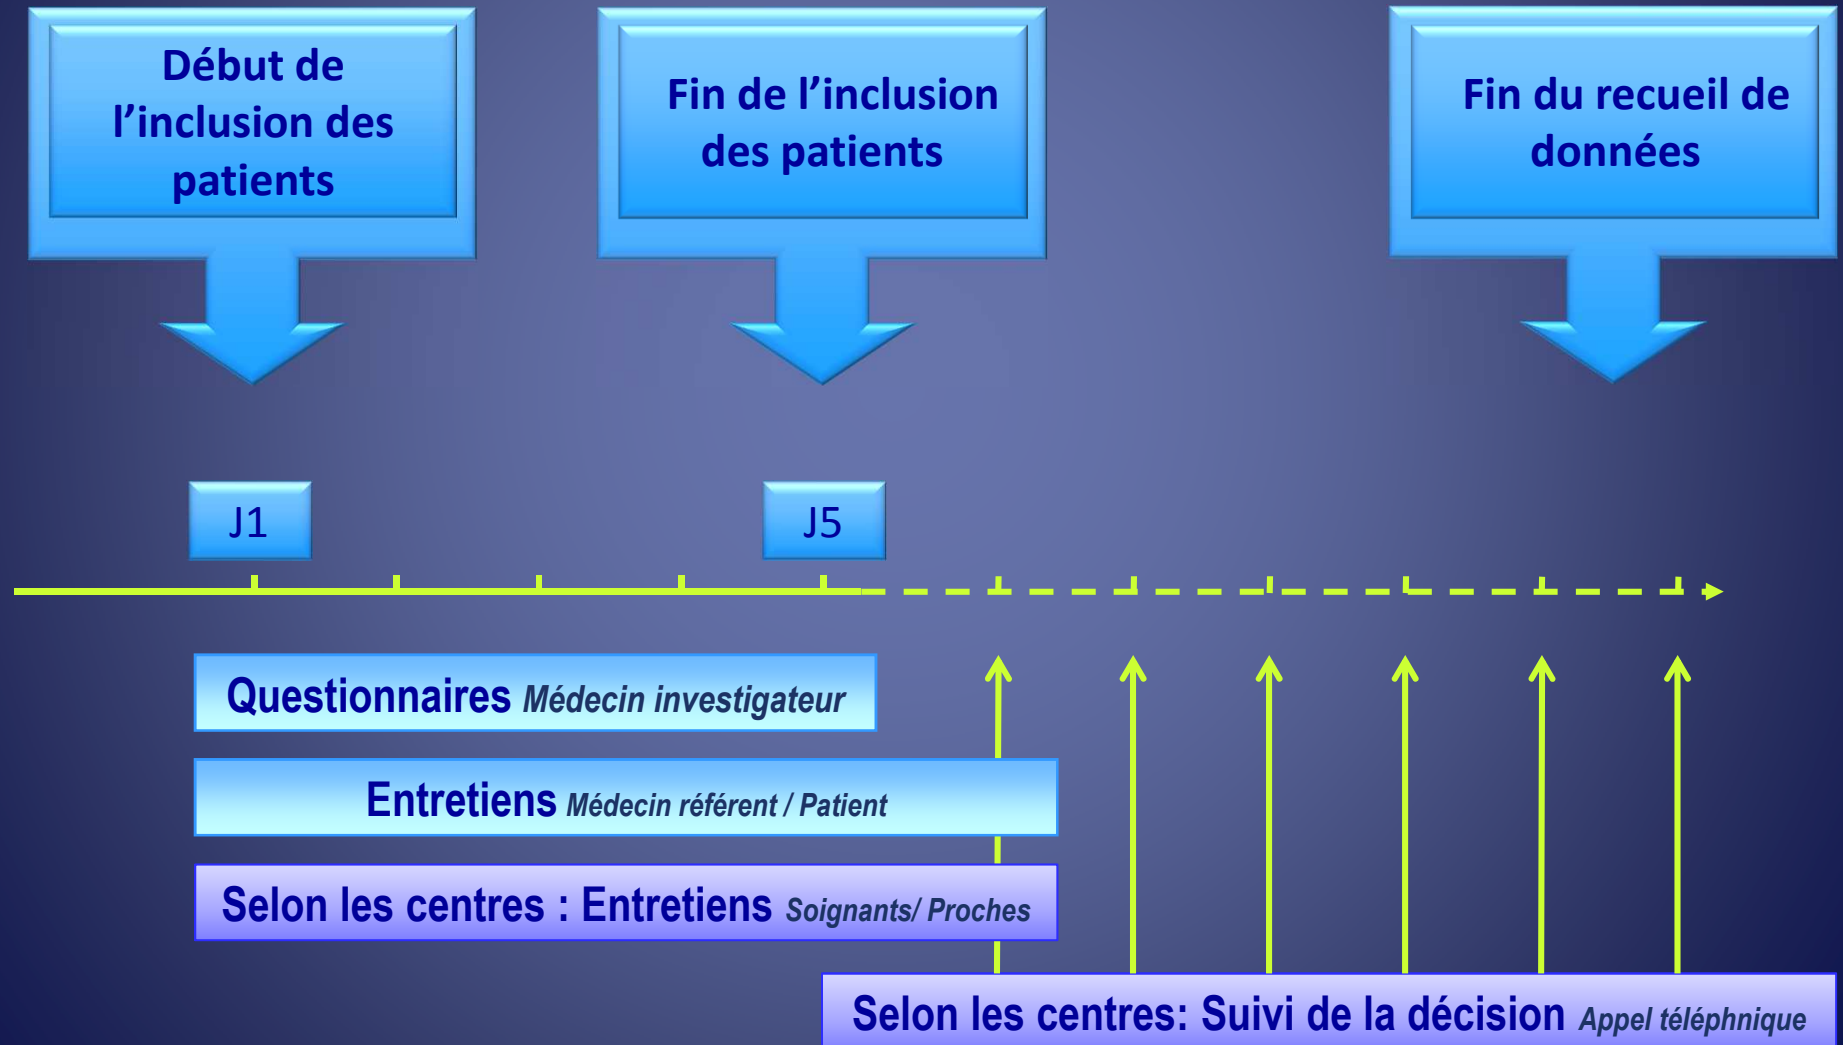 Début de
l’inclusion des
patients
Fin de l’inclusion
des patients
Fin du recueil de
données
J1
J5
Questionnaires Médecin investigateur
Entretiens Médecin référent / Patient
Selon les centres : Entretiens Soignants/ Proches
Selon les centres: Suivi de la décision Appel téléphnique